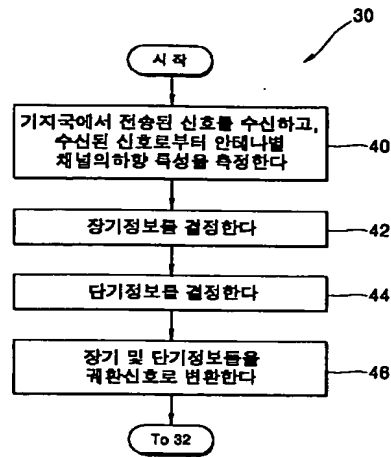 30
시 작
기지국에서 전송된 신호를 수신하고,
수신된 신호로부터 안테나별
채널의하향 특성을 측정한다
40
장기정보를 결정한다
42
단기정보를 결정한다
44
장기 및 단기정보들을
궤환신호로 변환한다
46
To 32